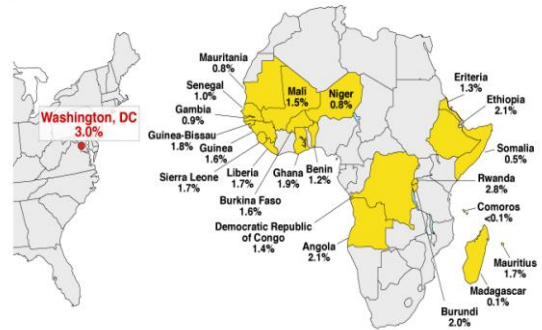 Washington, DC
3.0%
Mauritania
0.8%
Senegal
1.0%
Gambia
0.9%
Guinea-Bissau
1.8%
Guinea
1.6%
Sierra Leone
1.7%
Liberia
1.7%
Burkina Faso
1.6%
Ghana
1.9%
Benin
1.2%
Mali
1.5%
Niger
0.8%
Democratic Republic
of Congo
1.4%
Angola
2.1%
Eriteria
1.3%
Ethiopia
2.1%
Somalia
0.5%
Rwanda
2.8%
Comoros
<0.1%
Mauritius
1.7%
Madagascar
0.1%
Burundi
2.0%